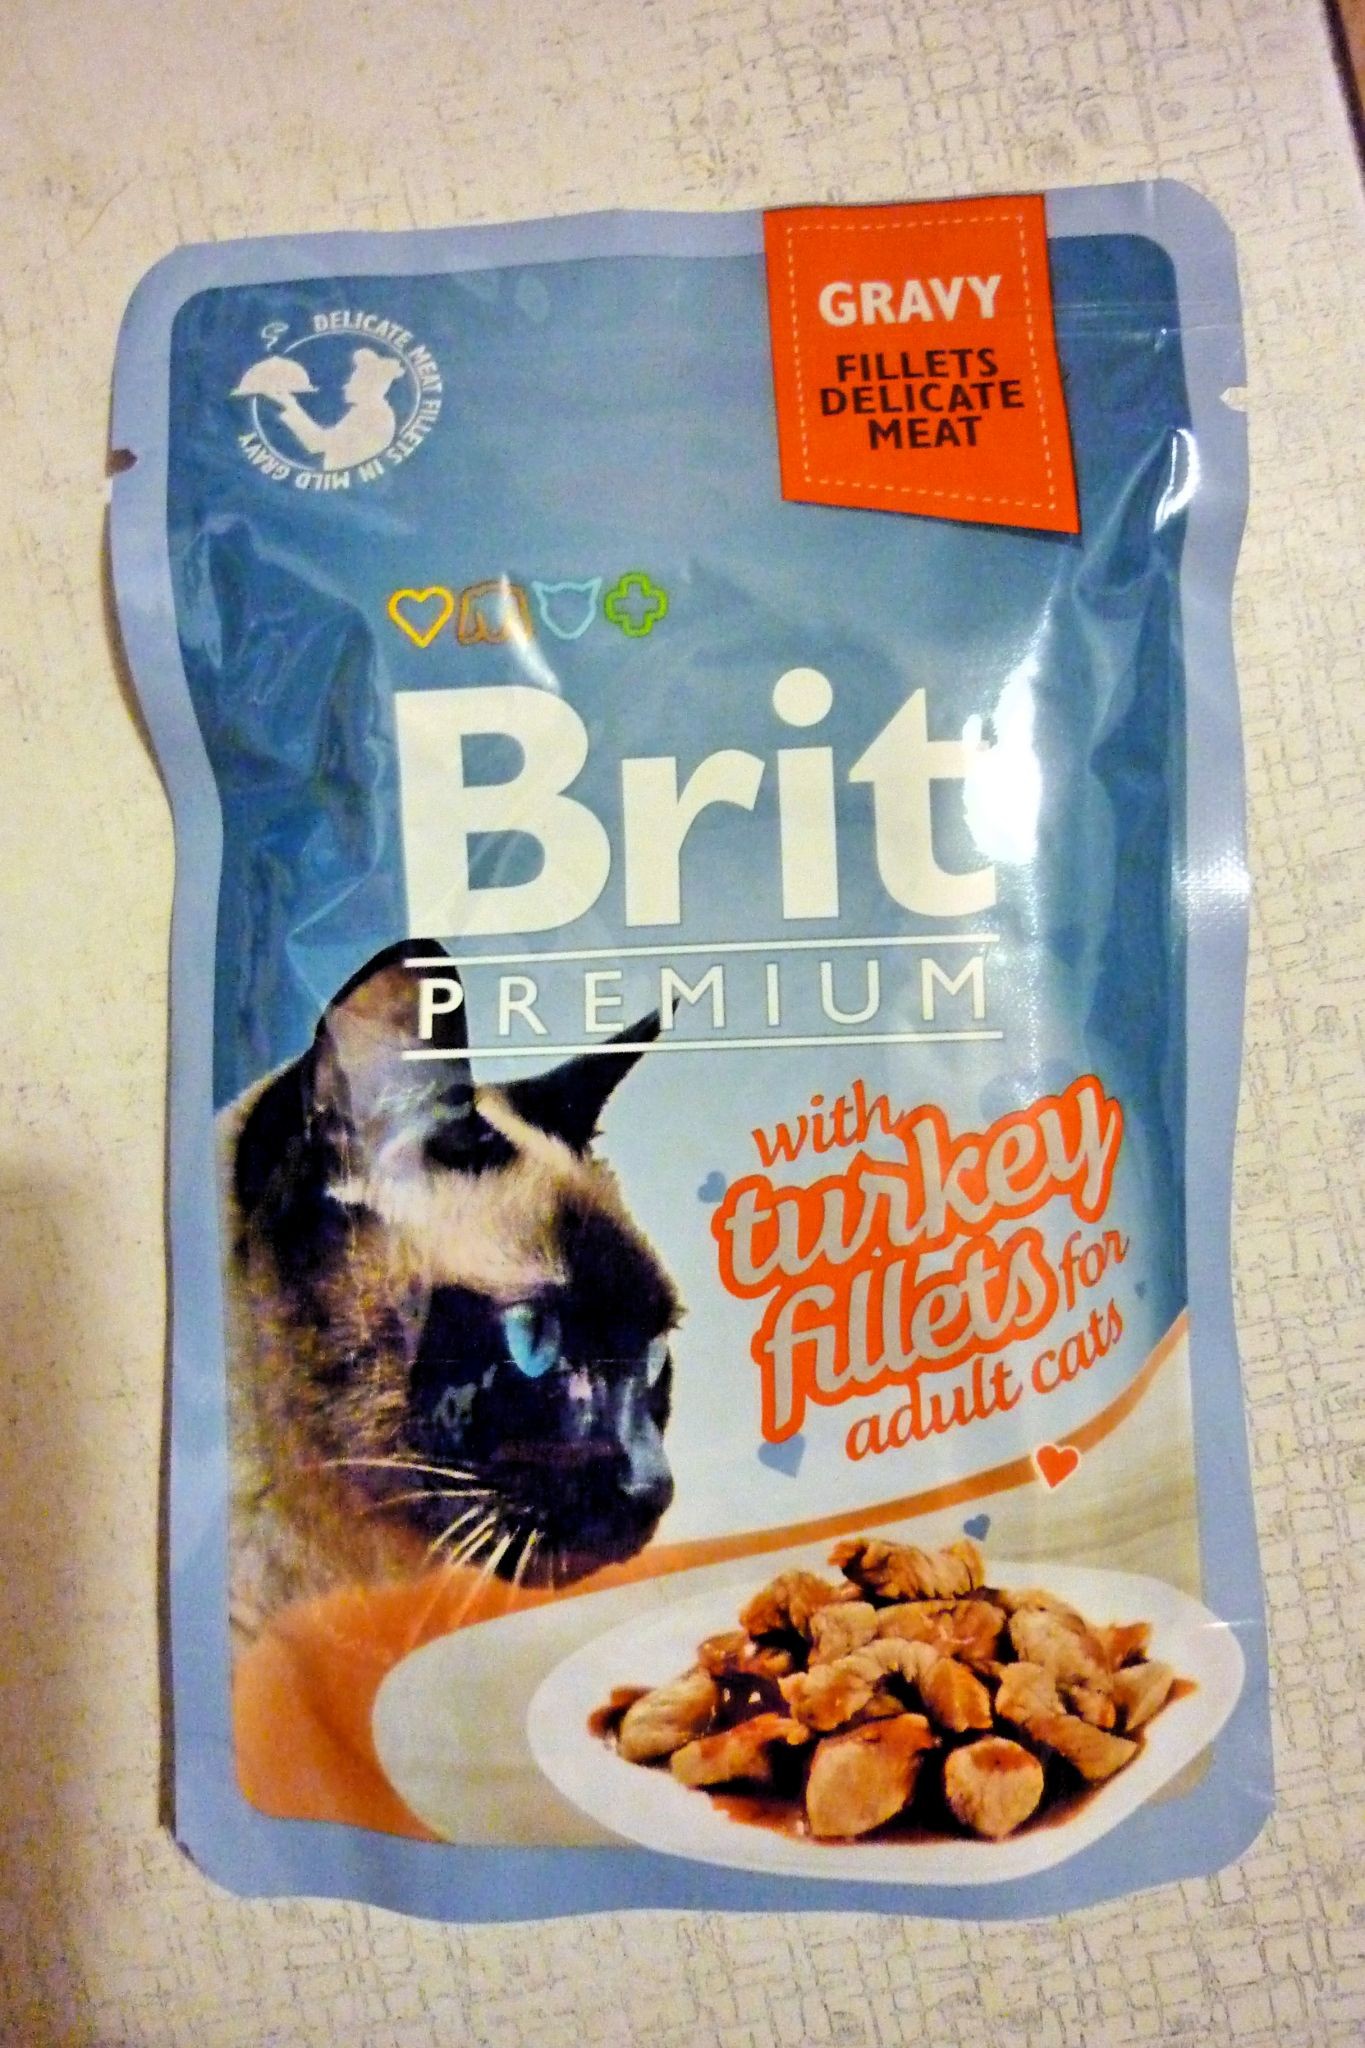 DELICATE MEAT FILLETS IN MILD GRAVY
GRAVY
FILLETS
DELICATE
MEAT
Brit
PREMIUM
with
turkey
fillets for
adult cats